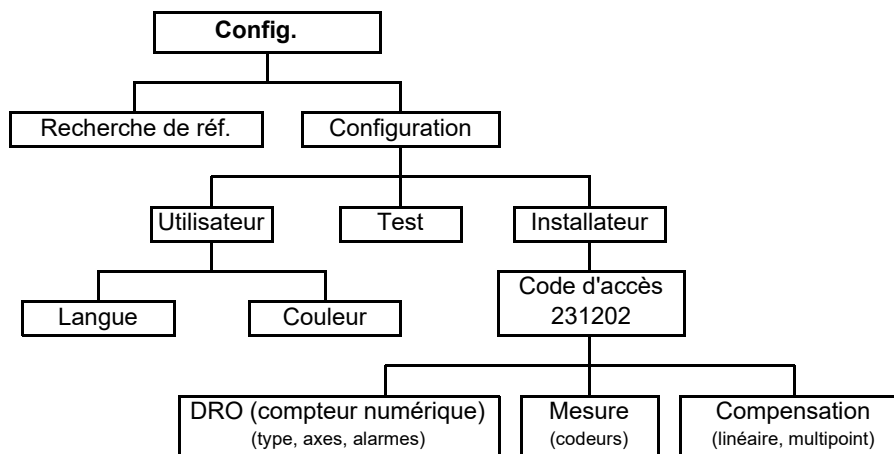 Config.
Recherche de réf.
Configuration
Utilisateur
Test
Installateur
Langue
Couleur
Code d'accès
231202
DRO (compteur numérique)
(type, axes, alarmes)
Mesure
(codeurs)
Compensation
(linéaire, multipoint)